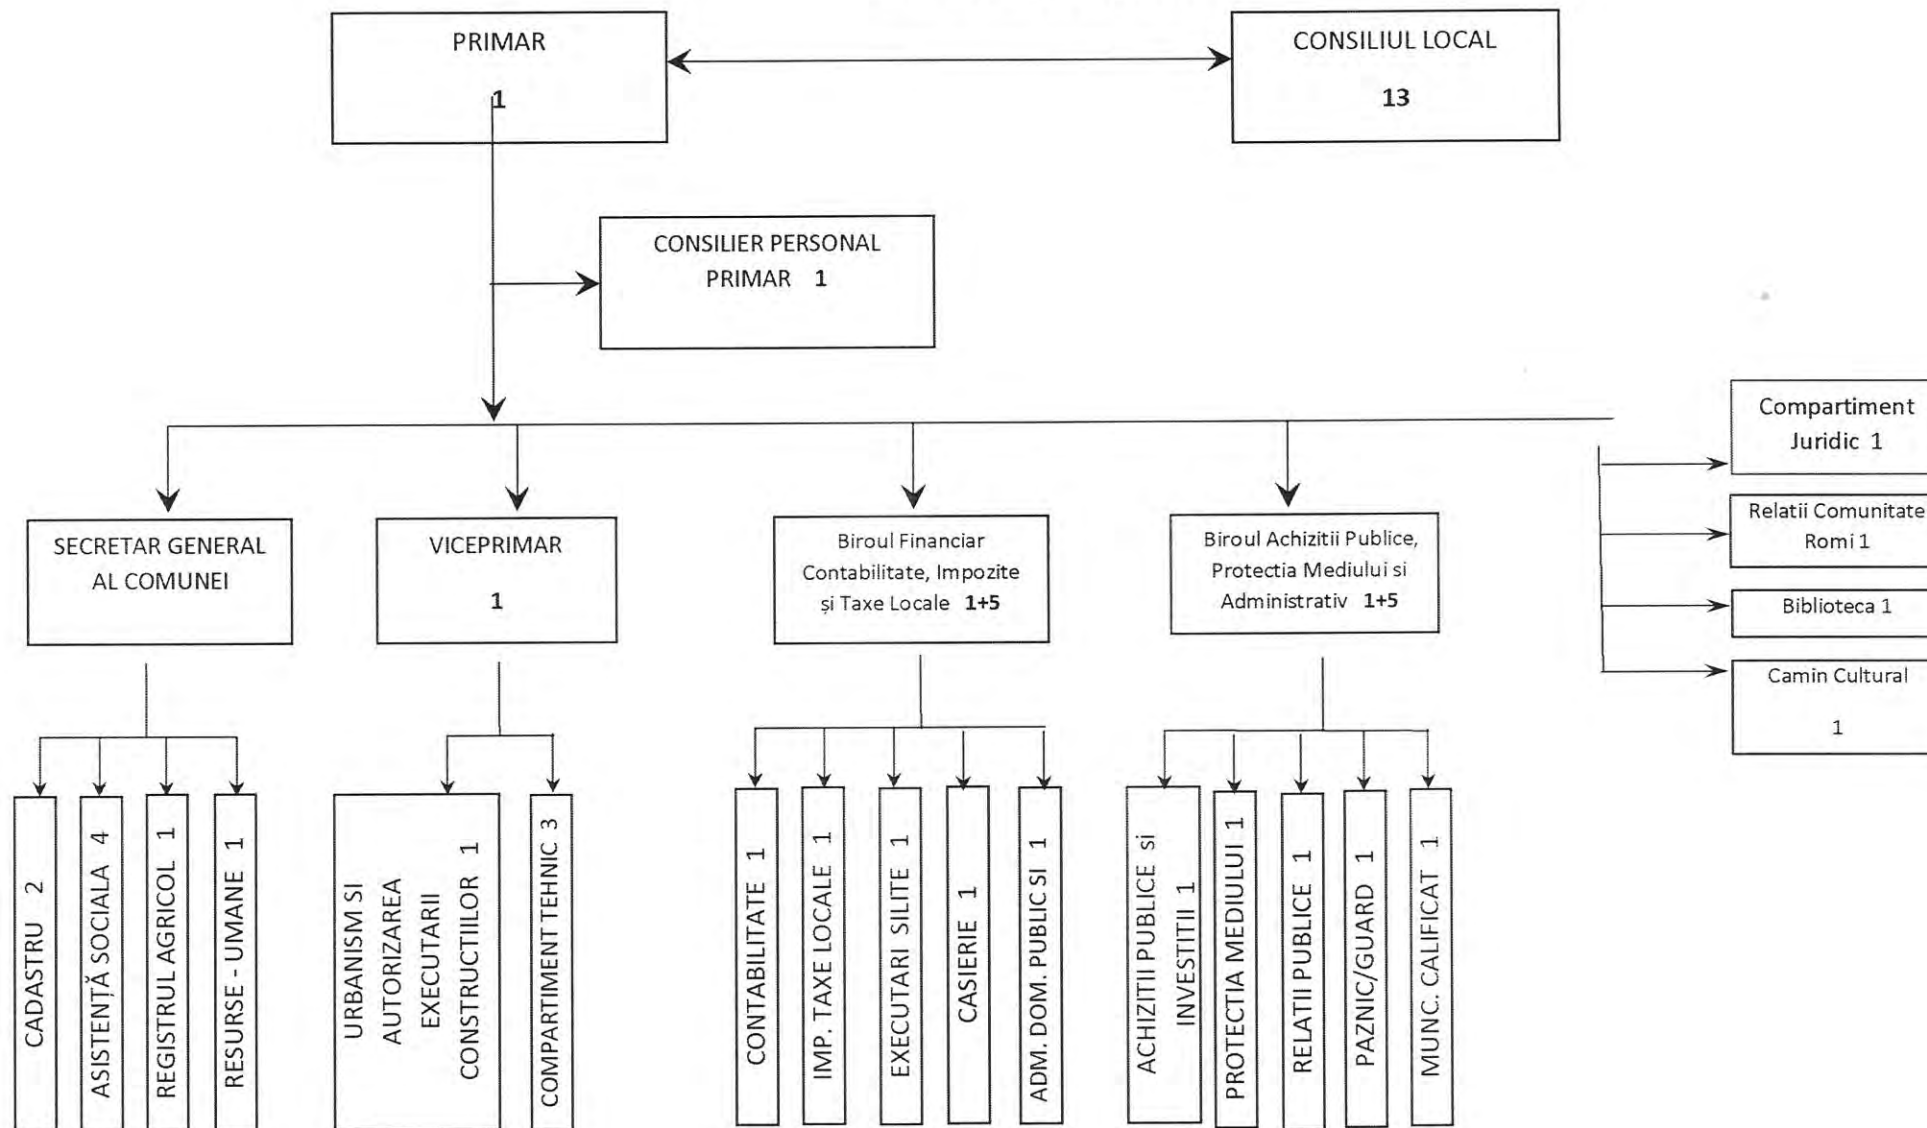 PRIMAR
1
CONSILIUL LOCAL
13
CONSILIER PERSONAL
PRIMAR 1
SECRETAR GENERAL
AL COMUNEI
VICEPRIMAR
1
Biroul Financiar
Contabilitate, Impozite
și Taxe Locale 1+5
Biroul Achizitii Publice,
Protectia Mediului si
Administrativ 1+5
Compartiment
Juridic 1
Relatii Comunitate
Romi 1
Biblioteca 1
Camin Cultural
1
CADASTRU 2
ASISTENȚĂ SOCIALA 4
REGISTRUL AGRICOL 1
RESURSE - UMANE 1
URBANISM SI
AUTORIZAREA
EXECUTARII
CONSTRUCTIILOR 1
COMPARTIMENT TEHNIC 3
CONTABILITATE 1
IMP. TAXE LOCALE 1
EXECUTARI SILITE 1
CASIERIE 1
ADM. DOM. PUBLIC SI 1
ACHIZITII PUBLICE si
INVESTITII 1
PROTECTIA MEDIULUI 1
RELATII PUBLICE 1
PAZNIC/GUARD 1
MUNC. CALIFICAT 1